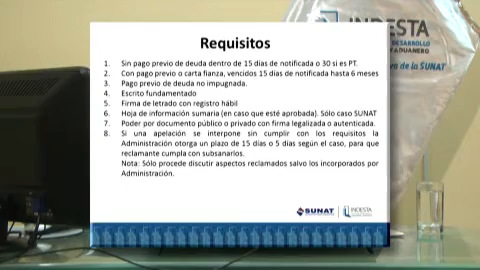 INDESTA
DESARROLLO
Y ADUANERO
va de la SUNAT
Requisitos
1. Sin pago previo de deuda dentro de 15 días de notificada o 30 si es PT.
2. Con pago previo o carta fianza, vencidos 15 días de notificada hasta 6 meses
3. Pago previo de deuda no impugnada.
4. Escrito fundamentado
5. Firma de letrado con registro hábil
6. Hoja de información sumaria (en caso que esté aprobada). Sólo caso SUNAT
7. Poder por documento público o privado con firma legalizada o autenticada.
8. Si una apelación se interpone sin cumplir con los requisitos la
Administración otorga un plazo de 15 días o 5 días según el caso, para que
reclamante cumpla con subsanarlos.
Nota: Sólo procede discutir aspectos reclamados salvo los incorporados por
Administración.
SUNAT
INDESTA